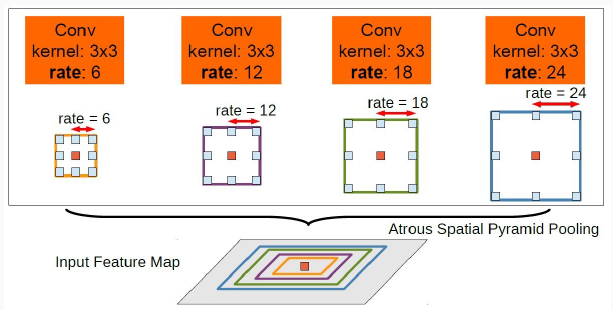 Conv
kernel: 3x3
rate: 6
Conv
kernel: 3x3
rate: 12
Conv
kernel: 3x3
rate: 18
Conv
kernel: 3x3
rate: 24
rate = 6
rate = 12
rate = 18
rate = 24
Atrous Spatial Pyramid Pooling
Input Feature Map